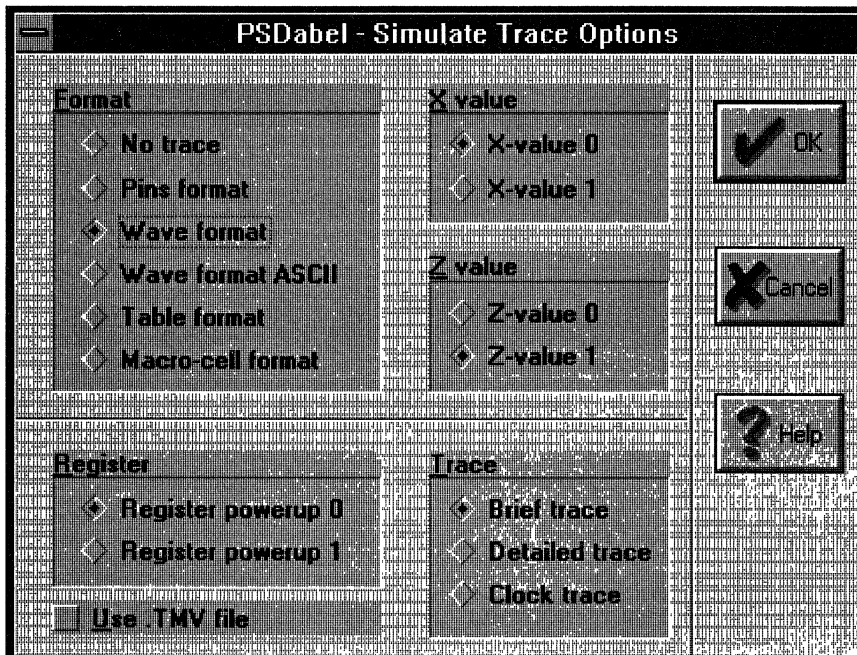 PSDabel - Simulate Trace Options
Format
No trace
Pins format
Wave format
Wave format ASCII
Table format
Macro-cell format
X value
X-value 0
X-value 1
Z value
Z-value 0
Z-value 1
OK
Cancel
Help
Register
Register powerup 0
Register powerup 1
Use .TMV file
Trace
Brief trace
Detailed trace
Clock trace